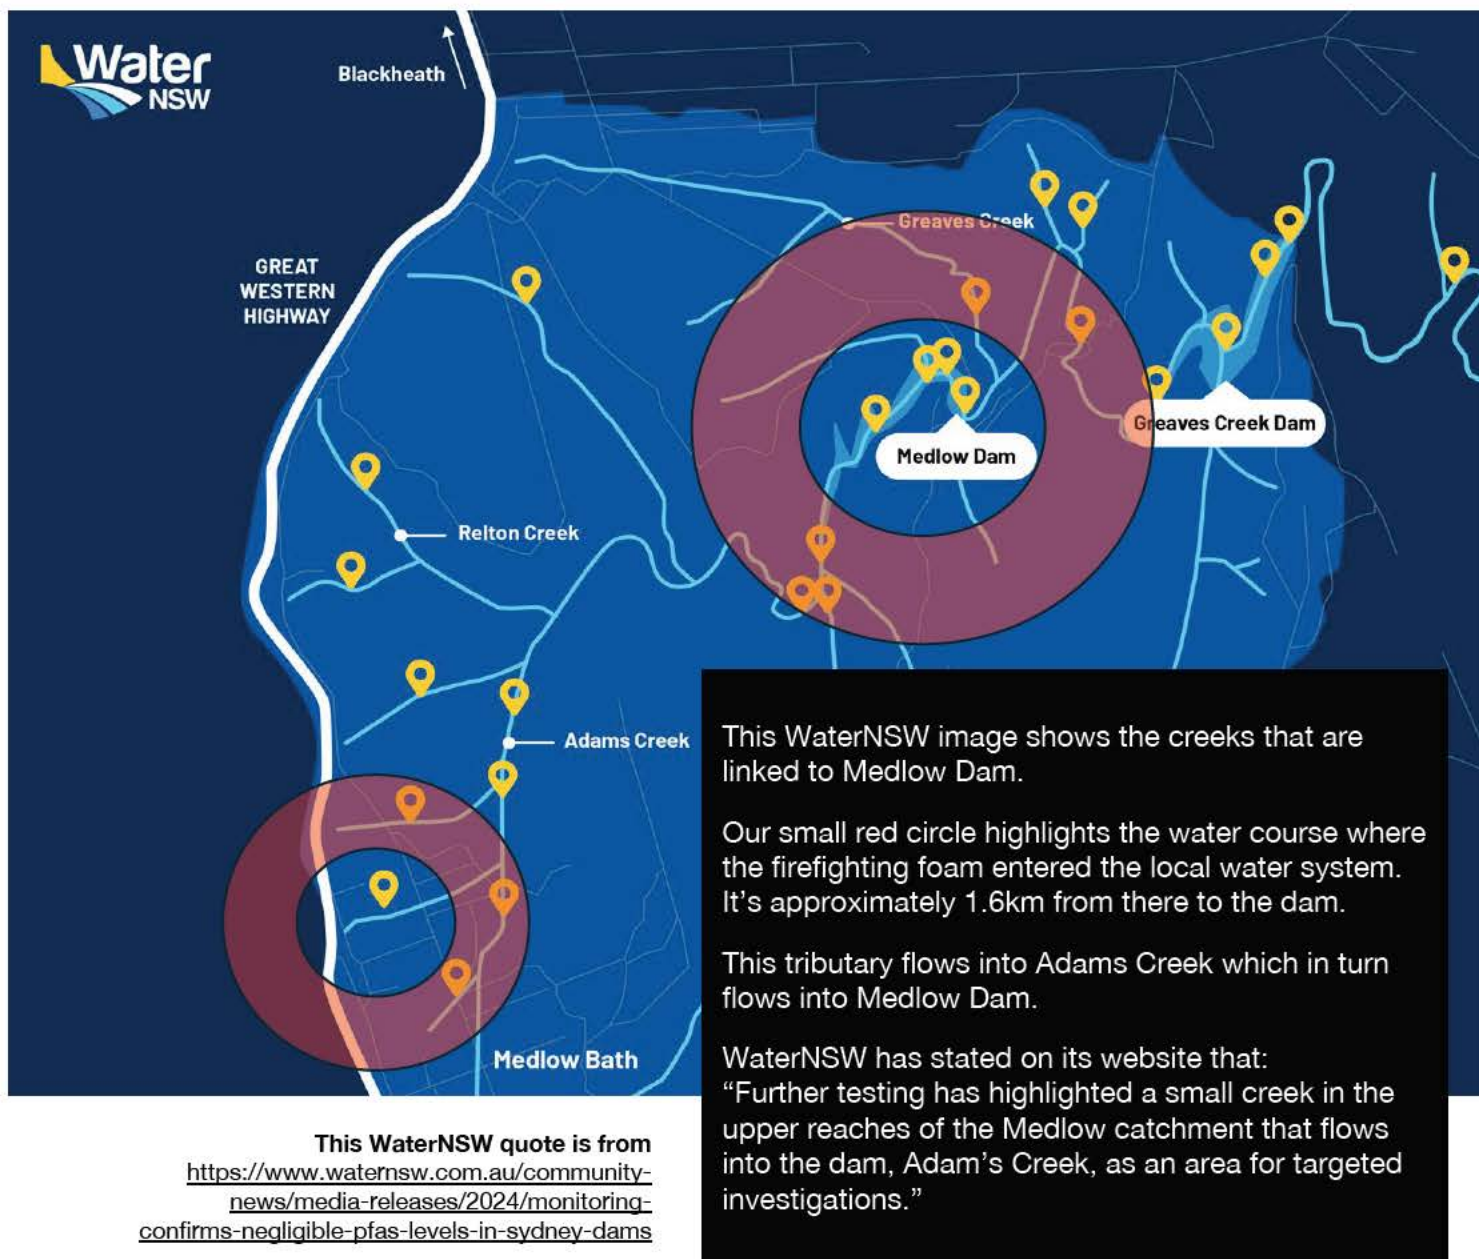 Water
NSW
Blackheath
GREAT
WESTERN
HIGHWAY
Greaves Creek
Greaves Creek Dam
Medlow Dam
Relton Creek
Adams Creek
Medlow Bath
This WaterNSW image shows the creeks that are
linked to Medlow Dam.
Our small red circle highlights the water course where
the firefighting foam entered the local water system.
It’s approximately 1.6km from there to the dam.
This tributary flows into Adams Creek which in turn
flows into Medlow Dam.
WaterNSW has stated on its website that:
“Further testing has highlighted a small creek in the
upper reaches of the Medlow catchment that flows
into the dam, Adam’s Creek, as an area for targeted
investigations.”
This WaterNSW quote is from
https://www.waternsw.com.au/community-
news/media-releases/2024/monitoring-
confirms-negligible-pfas-levels-in-sydney-dams